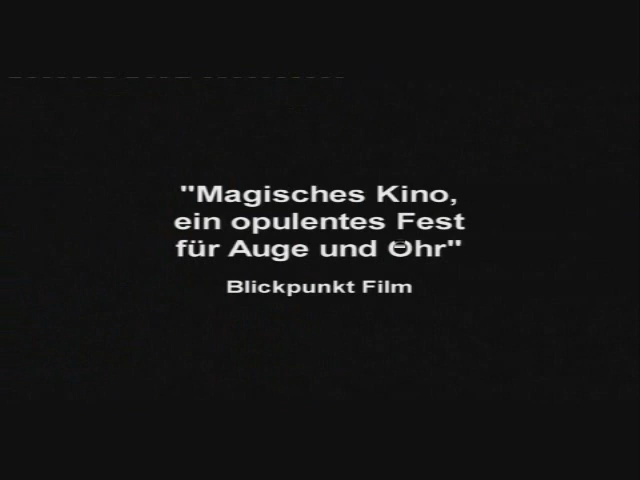 "Magisches Kino,
ein opulentes Fest
für Auge und Ohr"
Blickpunkt Film